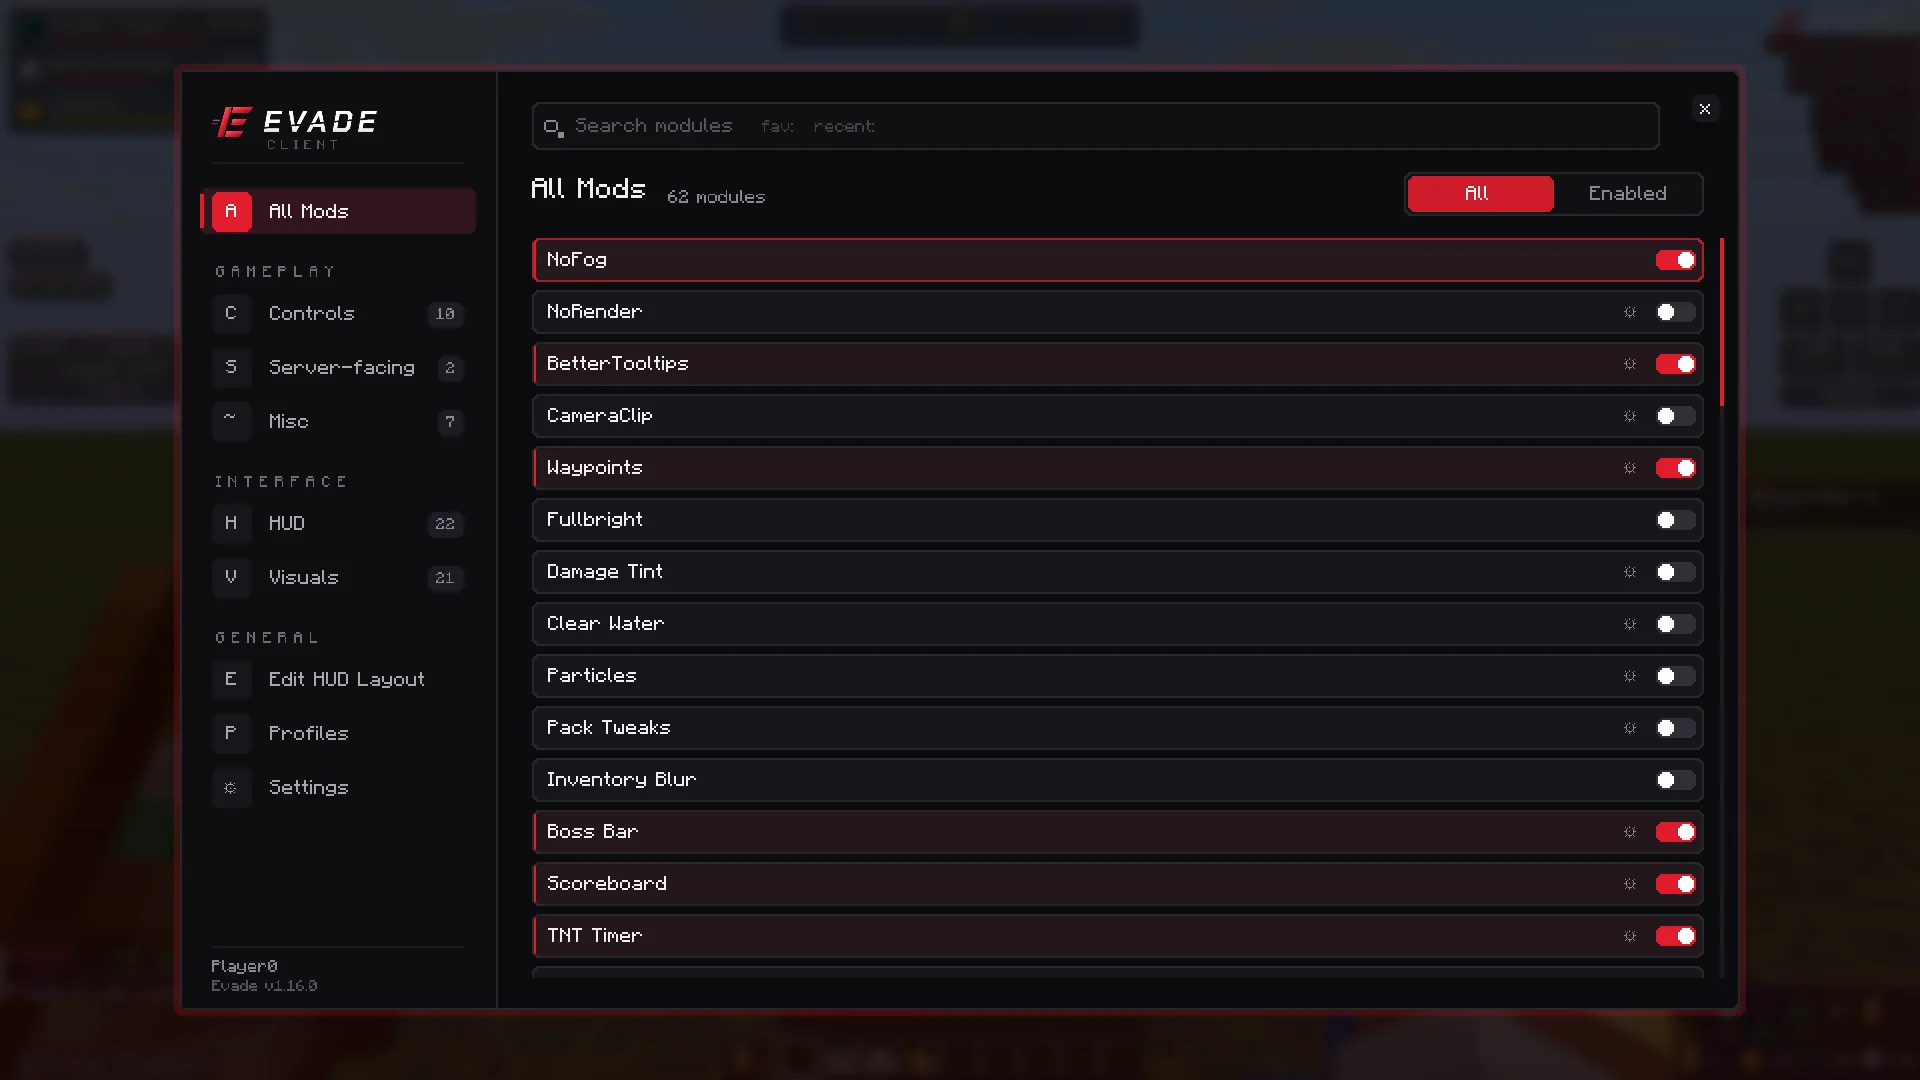 EVADE
CLIENT
Search modules fav: recent:
All Mods 62 modules
All Enabled
A All Mods
GAMEPLAY
C Controls 10
S Server-facing 2
~ Misc 7
INTERFACE
H HUD 22
V Visuals 21
GENERAL
E Edit HUD Layout
P Profiles
Settings
Player0
Evade v1.16.0
NoFog
NoRender
BetterTooltips
CameraClip
Waypoints
Fullbright
Damage Tint
Clear Water
Particles
Pack Tweaks
Inventory Blur
Boss Bar
Scoreboard
TNT Timer